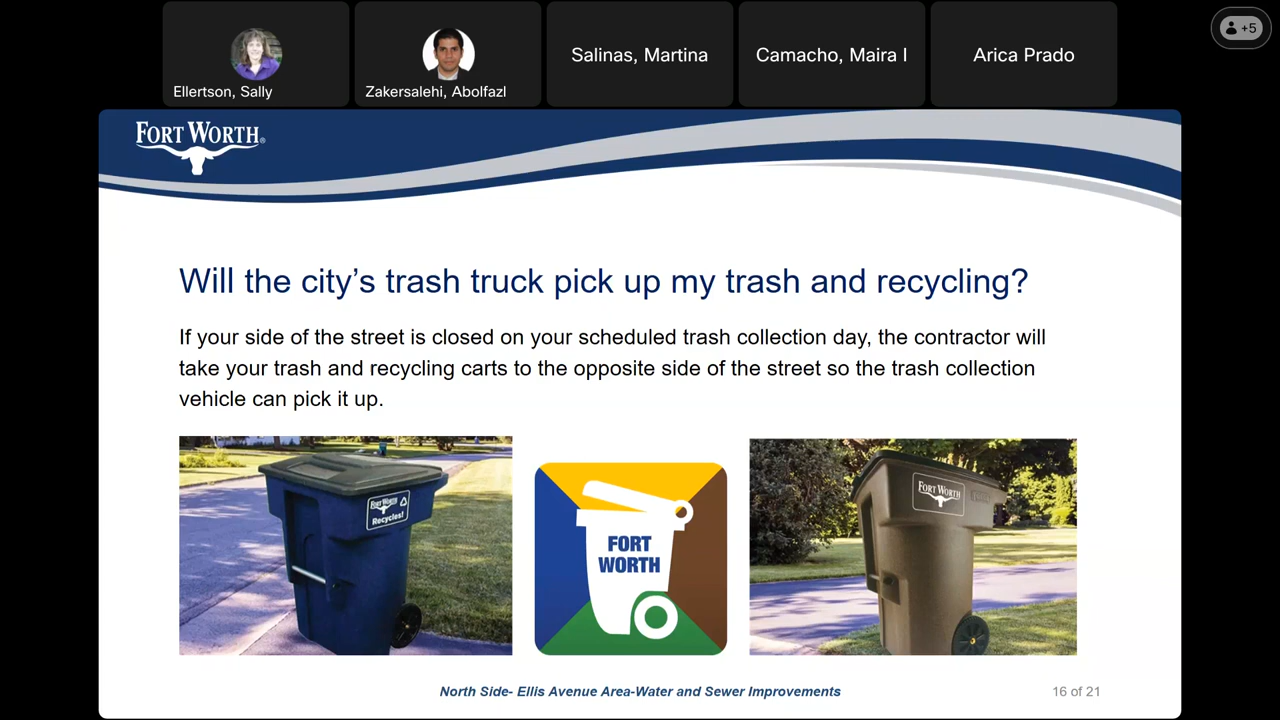 Ellertson, Sally
Zakersalehi, Abolfazl
Salinas, Martina
Camacho, Maira I
Arica Prado
+5
FORT WORTH®
Will the city's trash truck pick up my trash and recycling?
If your side of the street is closed on your scheduled trash collection day, the contractor will
take your trash and recycling carts to the opposite side of the street so the trash collection
vehicle can pick it up.
FORT WORTH
Recycles!
FORT
WORTH
FORT WORTH
North Side- Ellis Avenue Area-Water and Sewer Improvements
16 of 21